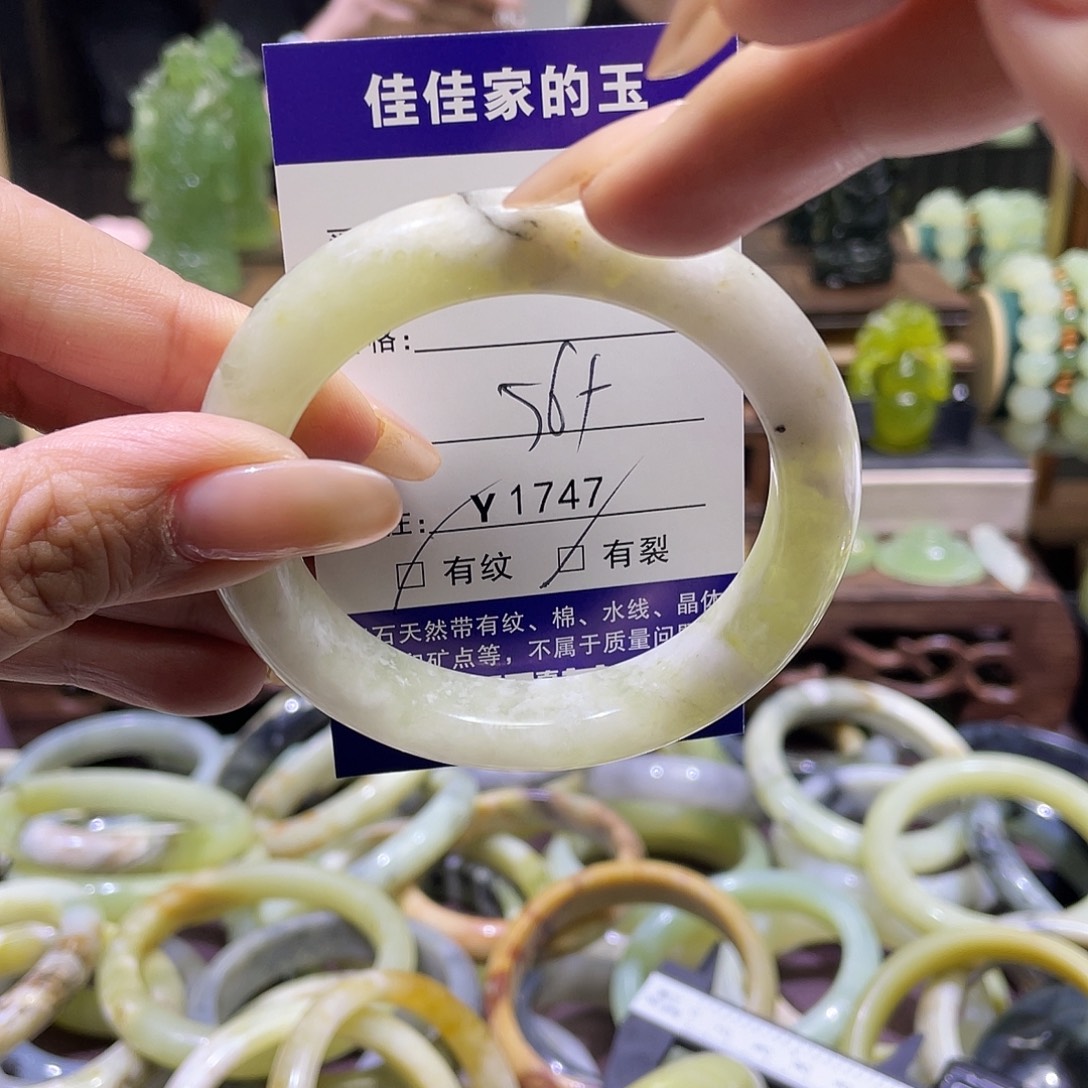 佳佳家的玉
格：
56+
注：Y1747
□ 有纹 □ 有裂
石天然带有纹、棉、水线、晶体
矿点等，不属于质量问